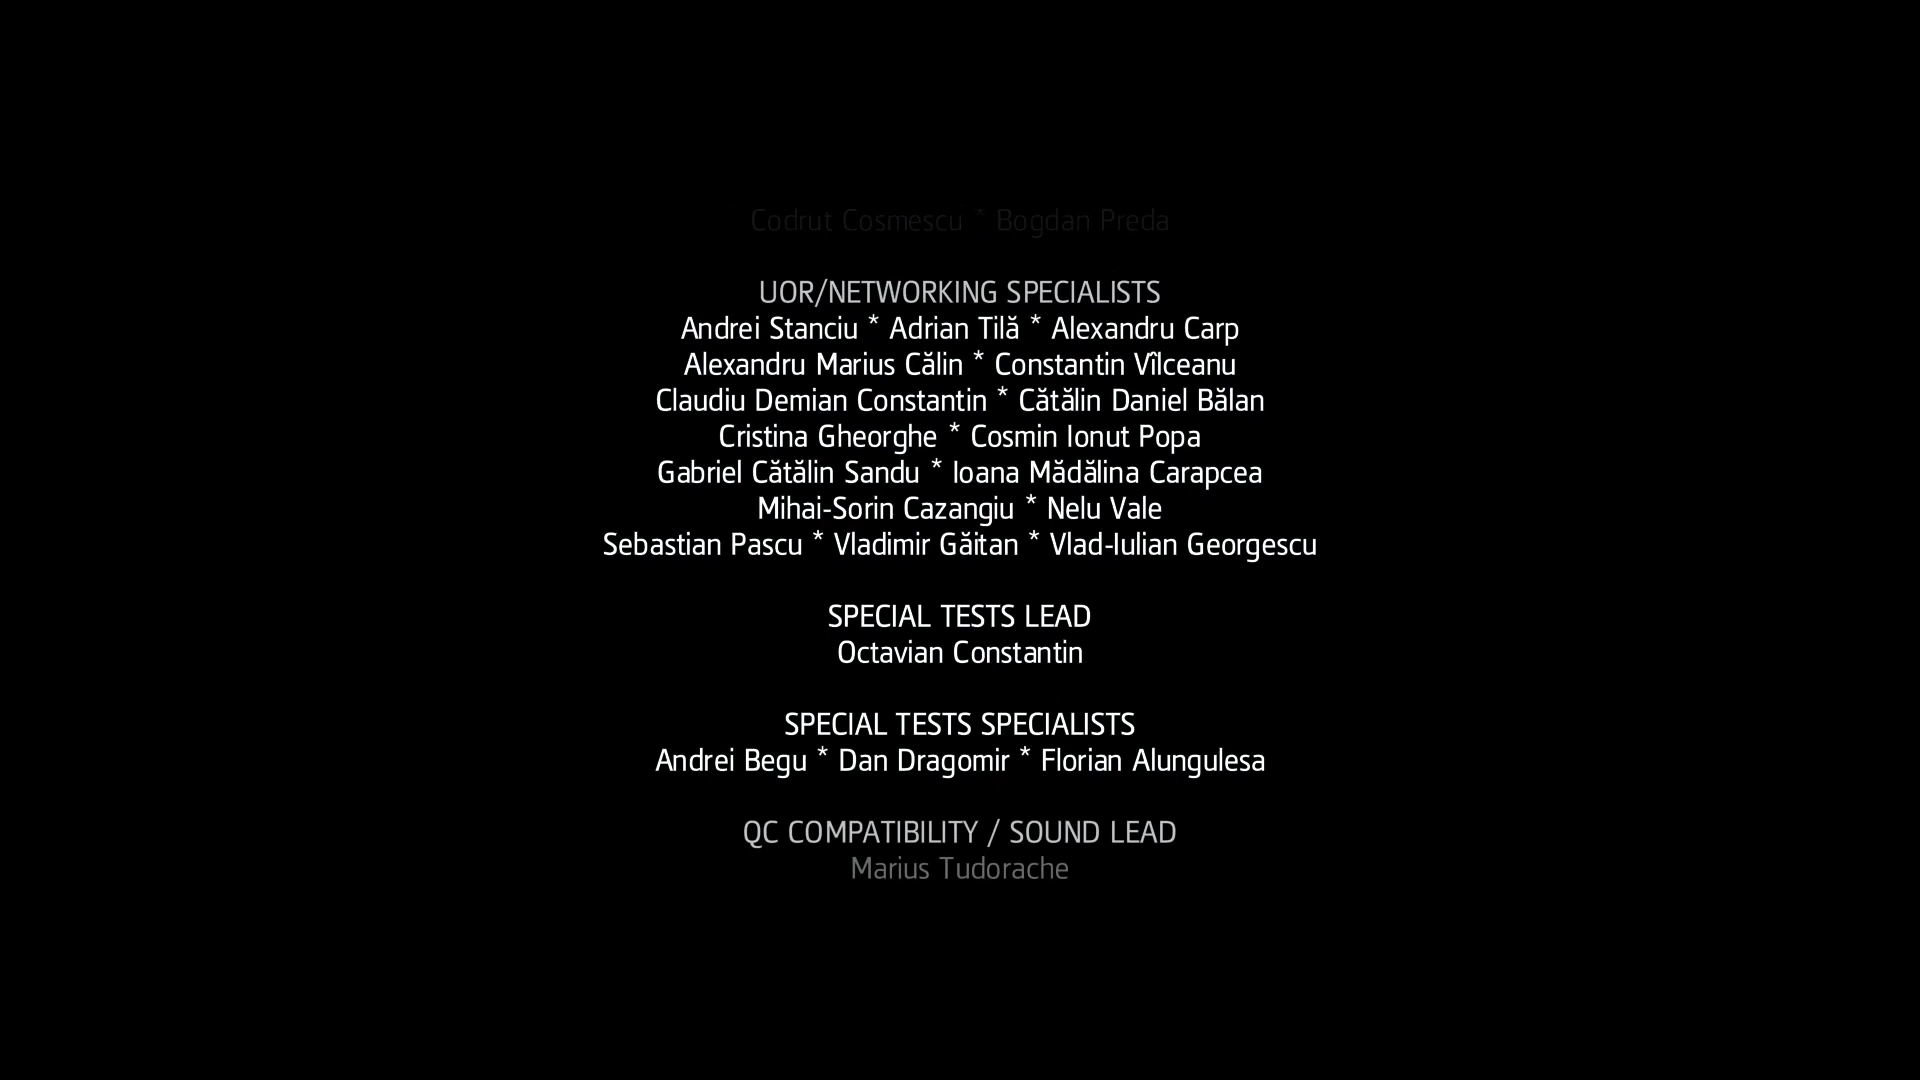 Codrut Cosmescu * Bogdan Preda
UOR/NETWORKING SPECIALISTS
Andrei Stanciu * Adrian Tilă * Alexandru Carp
Alexandru Marius Călin * Constantin Vîlceanu
Claudiu Demian Constantin * Cătălin Daniel Bălan
Cristina Gheorghe * Cosmin Ionut Popa
Gabriel Cătălin Sandu * Ioana Mădălina Carapcea
Mihai-Sorin Cazangiu * Nelu Vale
Sebastian Pascu * Vladimir Găitan * Vlad-Iulian Georgescu
SPECIAL TESTS LEAD
Octavian Constantin
SPECIAL TESTS SPECIALISTS
Andrei Begu * Dan Dragomir * Florian Alungulesa
QC COMPATIBILITY / SOUND LEAD
Marius Tudorache